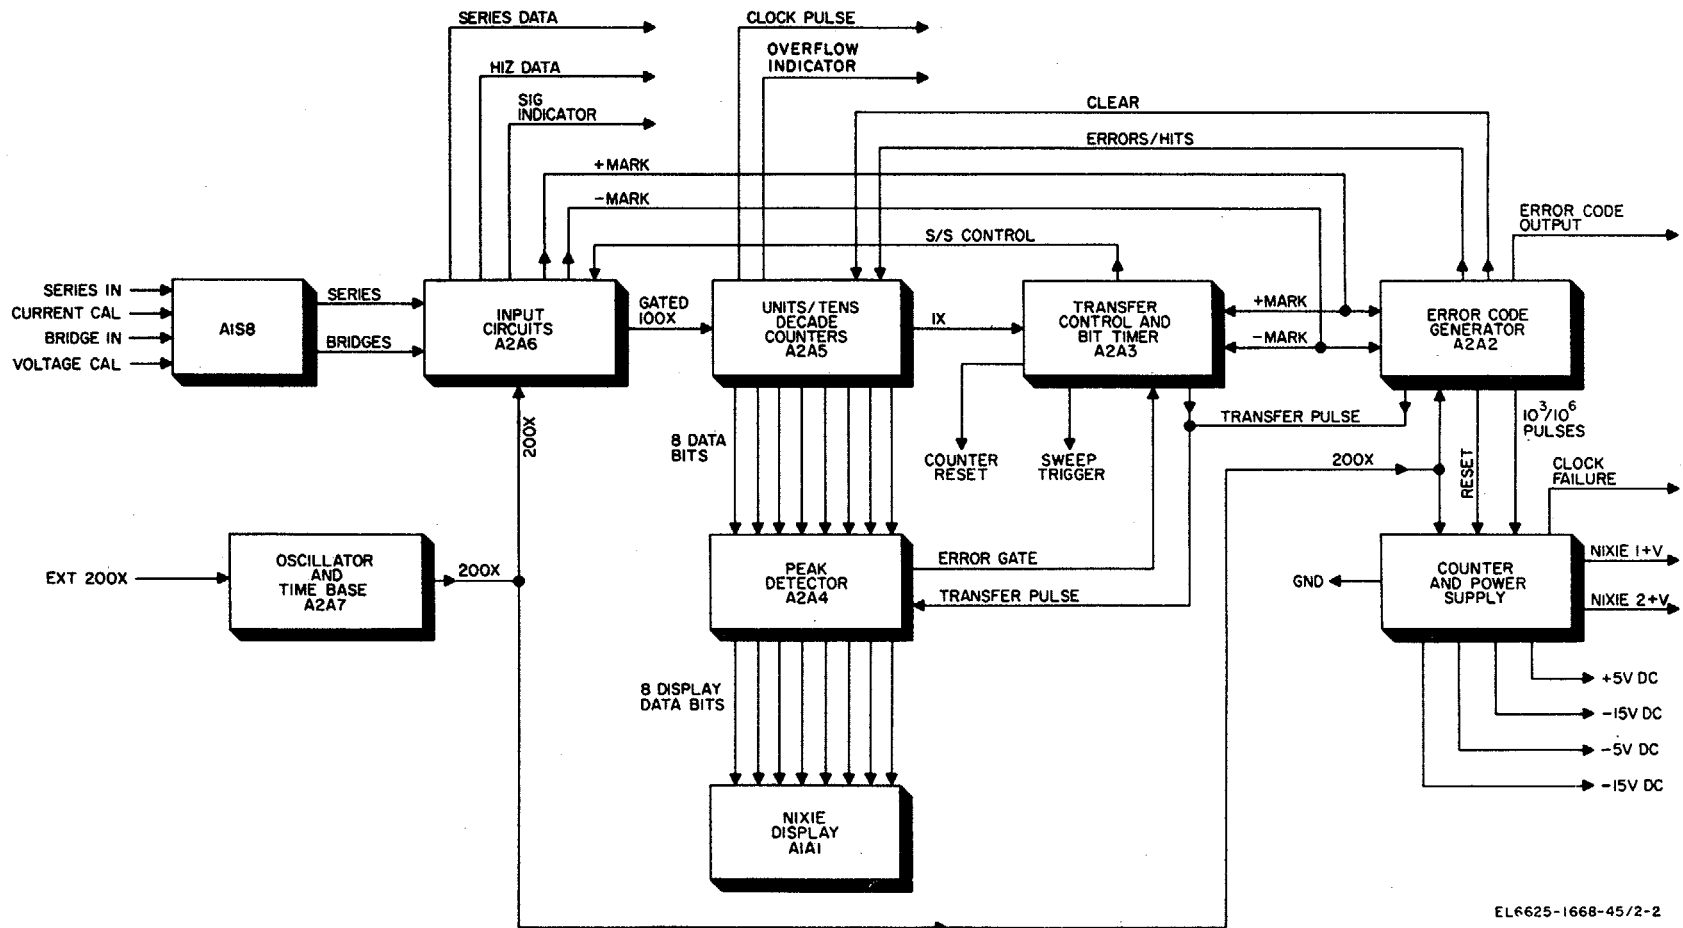 SERIES DATA
HIZ DATA
SIG
INDICATOR
CLOCK PULSE
OVERFLOW
INDICATOR
CLEAR
ERRORS/HITS
+MARK
-MARK
S/S CONTROL
ERROR CODE
OUTPUT
SERIES IN
CURRENT CAL
BRIDGE IN
VOLTAGE CAL
A1S8
SERIES
BRIDGES
INPUT
CIRCUITS
A2A6
GATED
100X
UNITS/TENS
DECADE
COUNTERS
A2A5
1X
TRANSFER
CONTROL AND
BIT TIMER
A2A3
+MARK
-MARK
ERROR CODE
GENERATOR
A2A2
200X
8 DATA
BITS
COUNTER
RESET
SWEEP
TRIGGER
TRANSFER PULSE
200X
RESET
10³/10⁶
PULSES
CLOCK
FAILURE
EXT 200X
OSCILLATOR
AND
TIME BASE
A2A7
200X
PEAK
DETECTOR
A2A4
ERROR GATE
TRANSFER PULSE
GND
COUNTER
AND POWER
SUPPLY
NIXIE 1+V
NIXIE 2+V
8 DISPLAY
DATA BITS
+5V DC
-15V DC
-5V DC
-15V DC
NIXIE
DISPLAY
A1A1
EL6625-1668-45/2-2